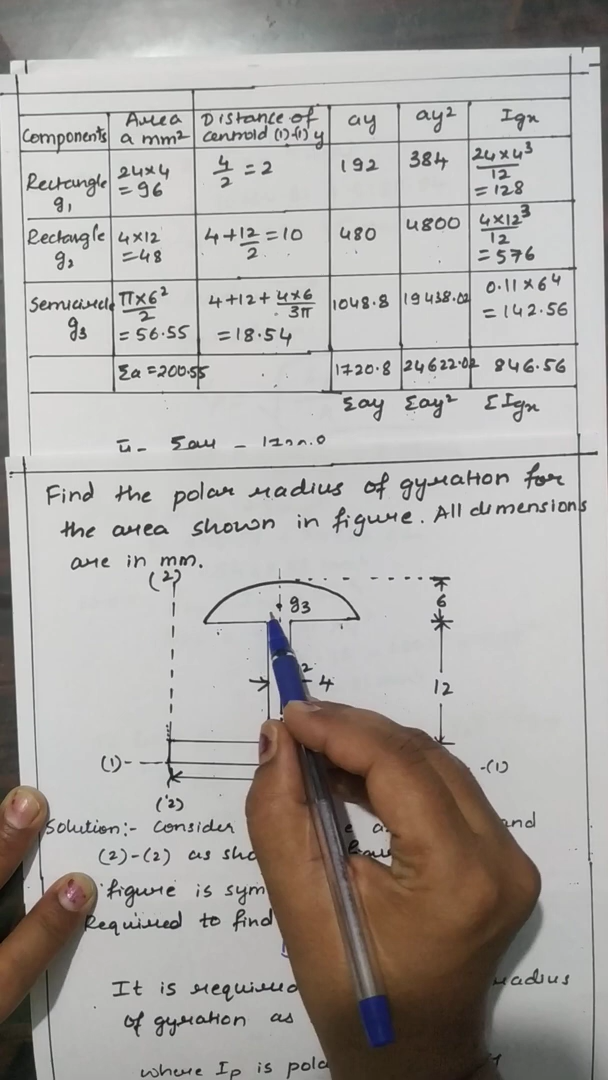 Components Area a mm² Distance of centroid (1)-(1) y ay ay² Igx
Rectangle g₁ 24×4 = 96 4/2 = 2 192 384 24×4³/12 = 128
Rectangle g₂ 4×12 = 48 4+12/2 = 10 480 4800 4×12³/12 = 576
Semicircle g₃ π×6²/2 = 56.55 4+12+4×6/3π = 18.54 1048.8 19438.02 0.11×6⁴ = 142.56
Σa = 200.55 1720.8 24622.02 846.56
Σay Σay² ΣIgx
Find the polar radius of gyration for
the area shown in figure. All dimensions
are in mm.
(2)
g3
6
2
4
12
(1)- -(1)
(2)
Solution:- Consider and
(2)-(2) as
figure is
Required to find
It is radius
of gyration as
where Ip is